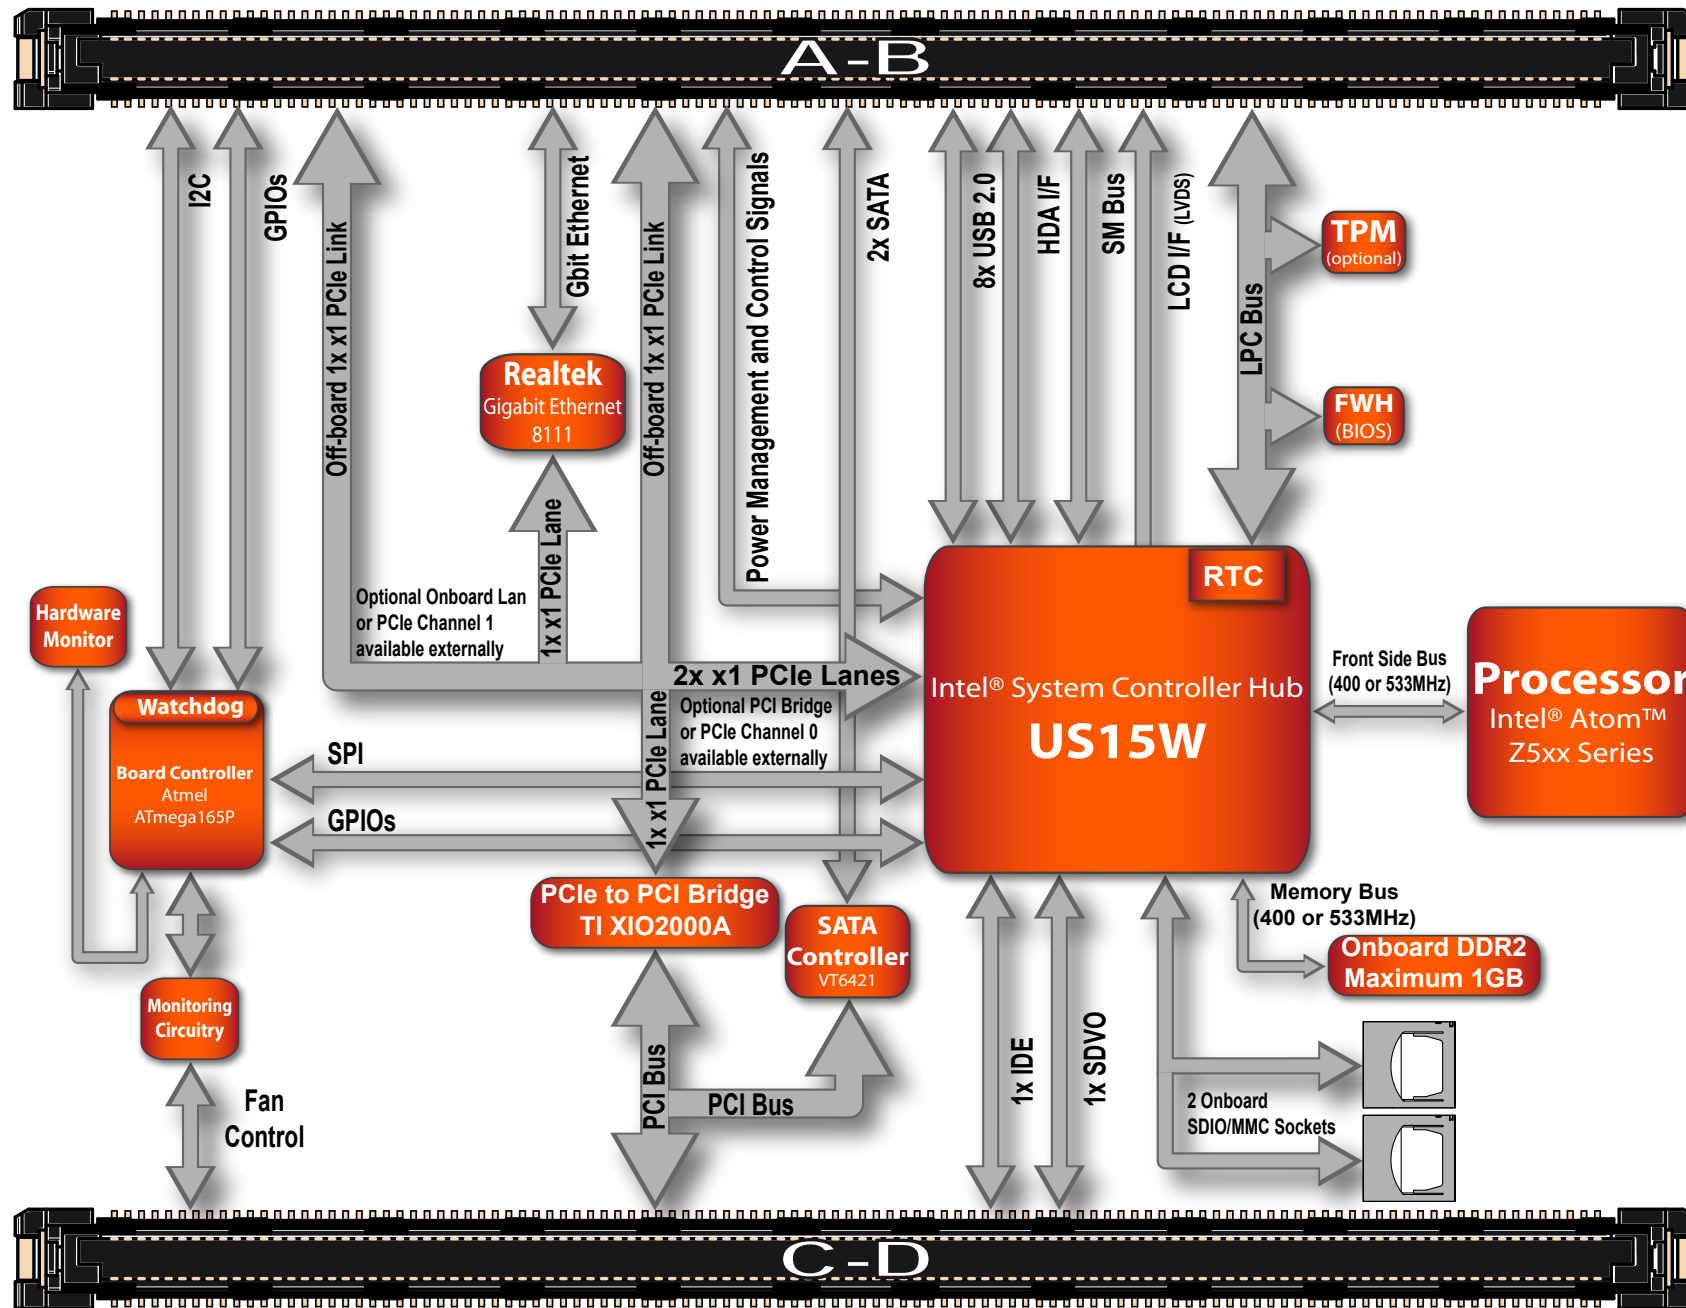 A-B
I2C
GPIOs
Off-board 1x x1 PCIe Link
Gbit Ethernet
Off-board 1x x1 PCIe Link
Power Management and Control Signals
2x SATA
8x USB 2.0
HDA I/F
SM Bus
LCD I/F (LVDS)
LPC Bus
TPM
(optional)
FWH
(BIOS)
Realtek
Gigabit Ethernet
8111
1x x1 PCIe Lane
Optional Onboard Lan
or PCIe Channel 1
available externally
Hardware
Monitor
Watchdog
Board Controller
Atmel
ATmega165P
SPI
GPIOs
2x x1 PCIe Lanes
Optional PCI Bridge
or PCIe Channel 0
available externally
1x x1 PCIe Lane
RTC
Intel® System Controller Hub
US15W
Front Side Bus
(400 or 533MHz)
Processor
Intel® Atom™
Z5xx Series
PCIe to PCI Bridge
TI XIO2000A
SATA
Controller
VT6421
Memory Bus
(400 or 533MHz)
Onboard DDR2
Maximum 1GB
Monitoring
Circuitry
Fan
Control
PCI Bus
PCI Bus
1x IDE
1x SDVO
2 Onboard
SDIO/MMC Sockets
C-D